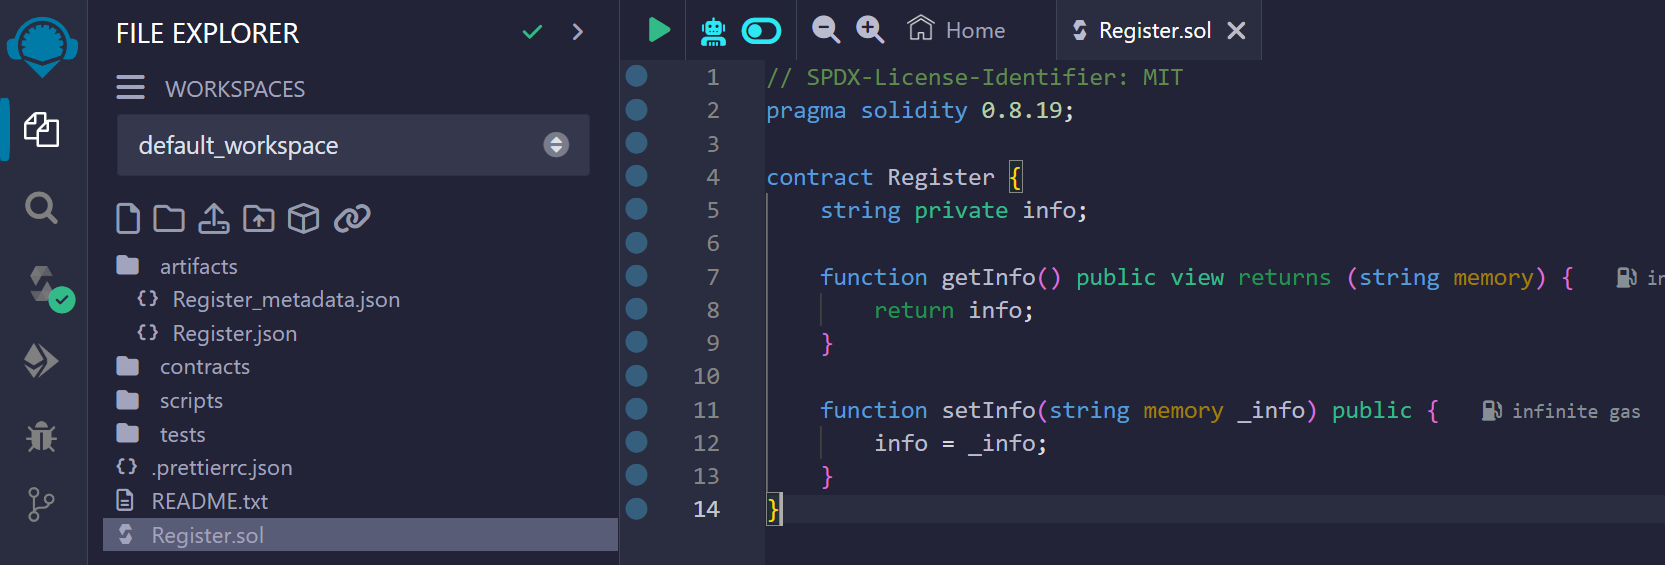 FILE EXPLORER
WORKSPACES
default_workspace
artifacts
Register_metadata.json
Register.json
contracts
scripts
tests
.prettierrc.json
README.txt
Register.sol
Home
Register.sol
1 // SPDX-License-Identifier: MIT
2 pragma solidity 0.8.19;
3
4 contract Register {
5     string private info;
6
7     function getInfo() public view returns (string memory) {
8         return info;
9     }
10
11     function setInfo(string memory _info) public { infinite gas
12         info = _info;
13     }
14 }